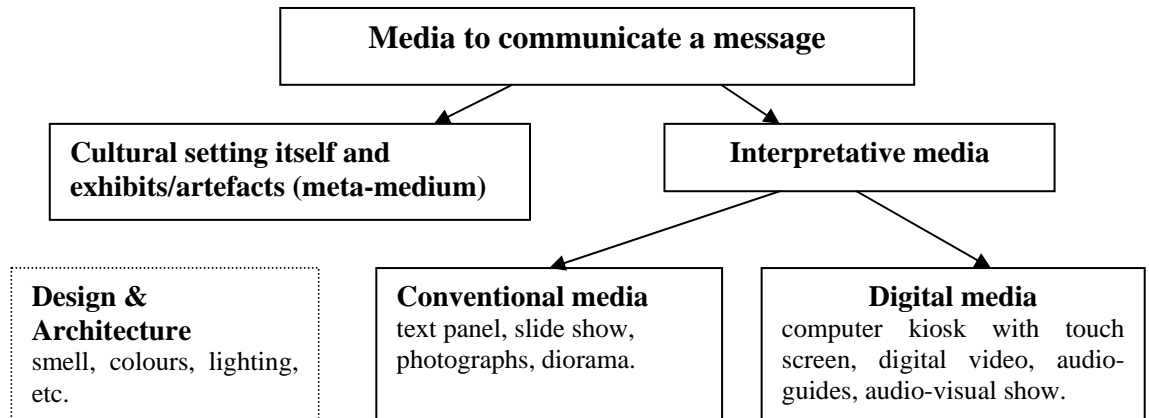 Media to communicate a message
Cultural setting itself and
exhibits/artefacts (meta-medium)
Interpretative media
Design &
Architecture
smell, colours, lighting,
etc.
Conventional media
text panel, slide show,
photographs, diorama.
Digital media
computer kiosk with touch
screen, digital video, audio-
guides, audio-visual show.